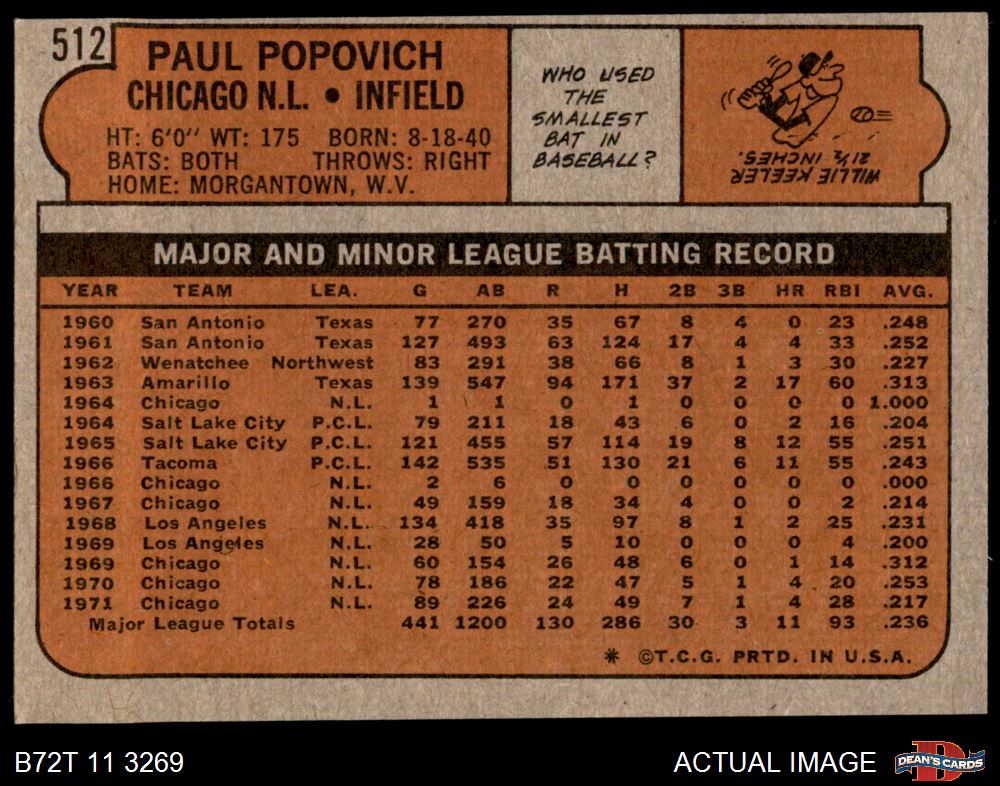 512
PAUL POPOVICH
CHICAGO N.L. • INFIELD
HT: 6'0" WT: 175 BORN: 8-18-40
BATS: BOTH THROWS: RIGHT
HOME: MORGANTOWN, W.V.
WHO USED
THE
SMALLEST
BAT IN
BASEBALL?
WILLIE KEELER
21½ INCHES.
MAJOR AND MINOR LEAGUE BATTING RECORD
YEAR TEAM LEA. G AB R H 2B 3B HR RBI AVG.
1960 San Antonio Texas 77 270 35 67 8 4 0 23 .248
1961 San Antonio Texas 127 493 63 124 17 4 4 33 .252
1962 Wenatchee Northwest 83 291 38 66 8 1 3 30 .227
1963 Amarillo Texas 139 547 94 171 37 2 17 60 .313
1964 Chicago N.L. 1 1 0 1 0 0 0 0 1.000
1964 Salt Lake City P.C.L. 79 211 18 43 6 0 2 16 .204
1965 Salt Lake City P.C.L. 121 455 57 114 19 8 12 55 .251
1966 Tacoma P.C.L. 142 535 51 130 21 6 11 55 .243
1966 Chicago N.L. 2 6 0 0 0 0 0 0 .000
1967 Chicago N.L. 49 159 18 34 4 0 0 2 .214
1968 Los Angeles N.L. 134 418 35 97 8 1 2 25 .231
1969 Los Angeles N.L. 28 50 5 10 0 0 0 4 .200
1969 Chicago N.L. 60 154 26 48 6 0 1 14 .312
1970 Chicago N.L. 78 186 22 47 5 1 4 20 .253
1971 Chicago N.L. 89 226 24 49 7 1 4 28 .217
Major League Totals 441 1200 130 286 30 3 11 93 .236
* ©T.C.G. PRTD. IN U.S.A.
B72T 11 3269
ACTUAL IMAGE
D
DEAN'S CARDS